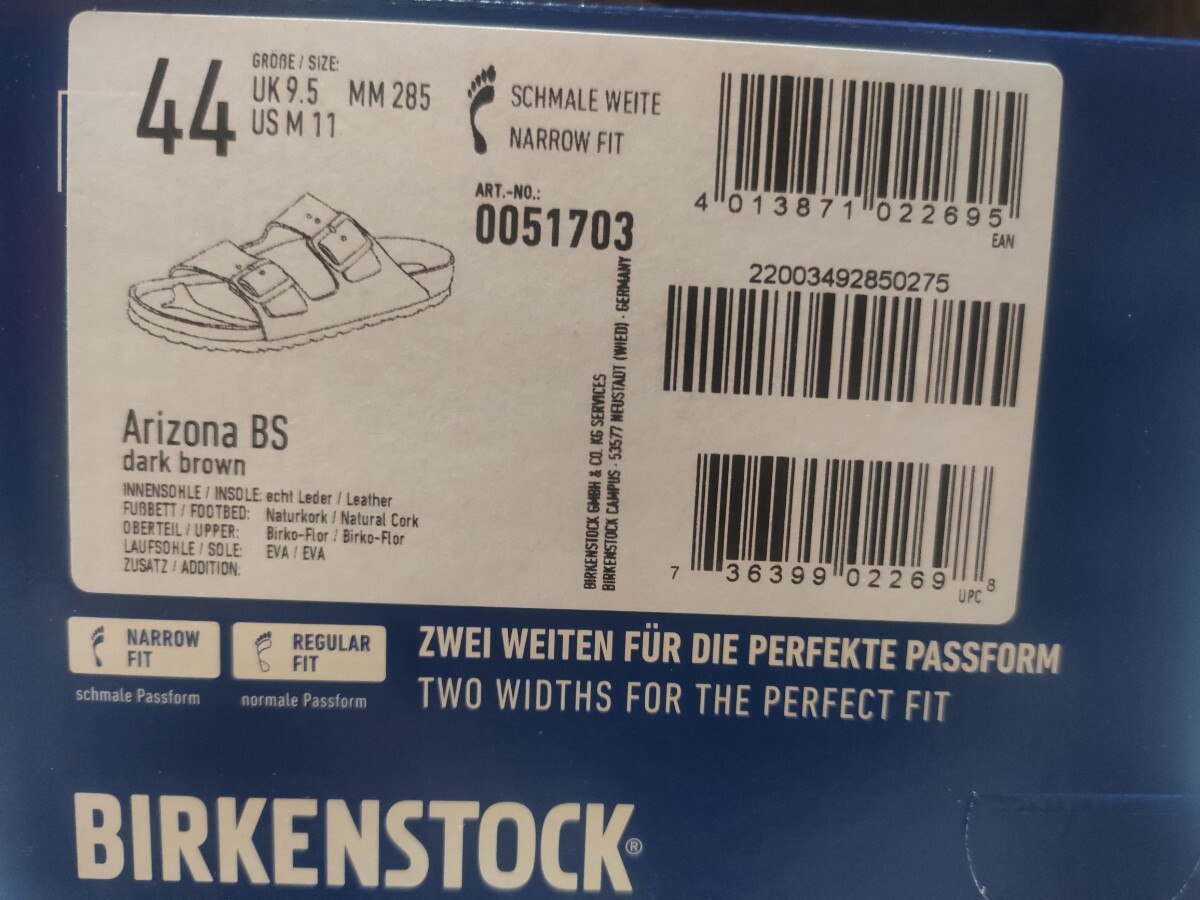 44
GRÖẞE / SIZE:
UK 9.5 MM 285
US M 11
SCHMALE WEITE
NARROW FIT
ART.-NO.:
0051703
4 013871 022695
EAN
22003492850275
7 36399 02269 8
UPC
Arizona BS
dark brown
INNENSOHLE / INSOLE: echt Leder / Leather
FUẞBETT / FOOTBED: Naturkork / Natural Cork
OBERTEIL / UPPER: Birko-Flor / Birko-Flor
LAUFSOHLE / SOLE: EVA / EVA
ZUSATZ / ADDITION:
BIRKENSTOCK GMBH & CO. KG SERVICES
BIRKENSTOCK CAMPUS · 53577 NEUSTADT (WIED) · GERMANY
NARROW FIT
schmale Passform
REGULAR FIT
normale Passform
ZWEI WEITEN FÜR DIE PERFEKTE PASSFORM
TWO WIDTHS FOR THE PERFECT FIT
BIRKENSTOCK®